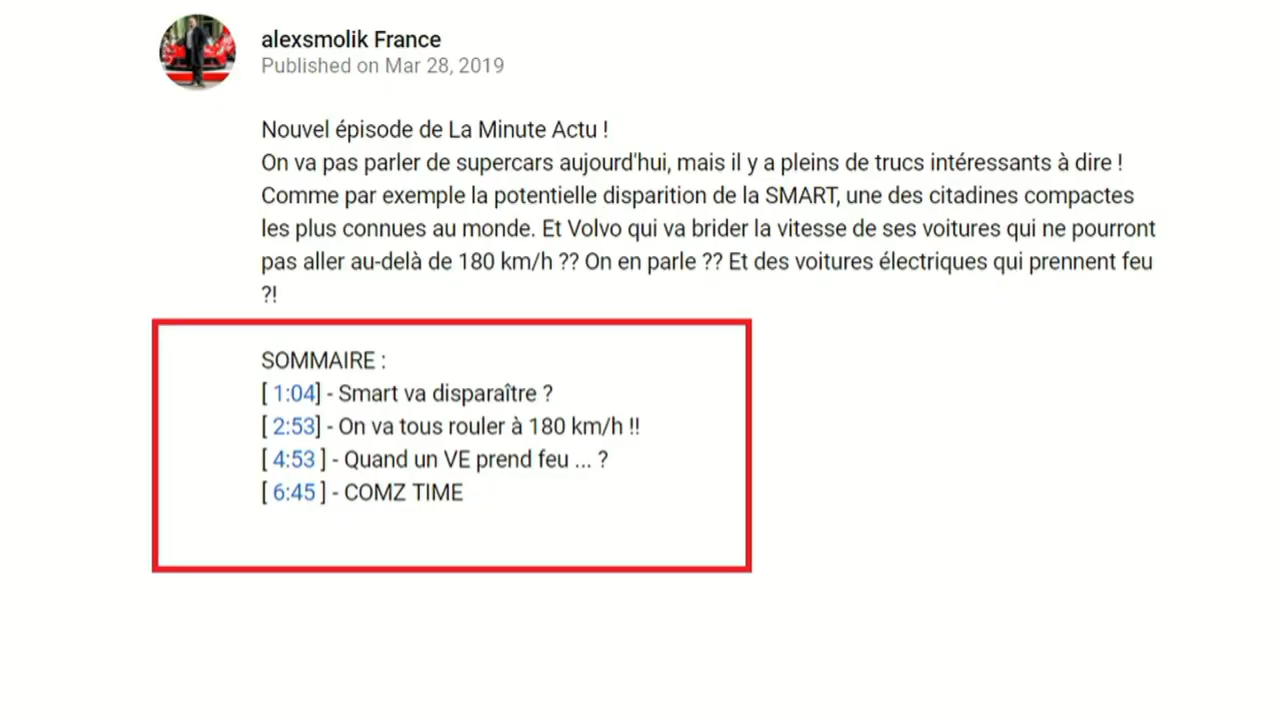 alexsmolik France
Published on Mar 28, 2019
Nouvel épisode de La Minute Actu !
On va pas parler de supercars aujourd'hui, mais il y a pleins de trucs intéressants à dire !
Comme par exemple la potentielle disparition de la SMART, une des citadines compactes
les plus connues au monde. Et Volvo qui va brider la vitesse de ses voitures qui ne pourront
pas aller au-delà de 180 km/h ?? On en parle ?? Et des voitures électriques qui prennent feu
?!
SOMMAIRE :
[ 1:04] - Smart va disparaître ?
[ 2:53] - On va tous rouler à 180 km/h !!
[ 4:53 ] - Quand un VE prend feu ... ?
[ 6:45 ] - COMZ TIME